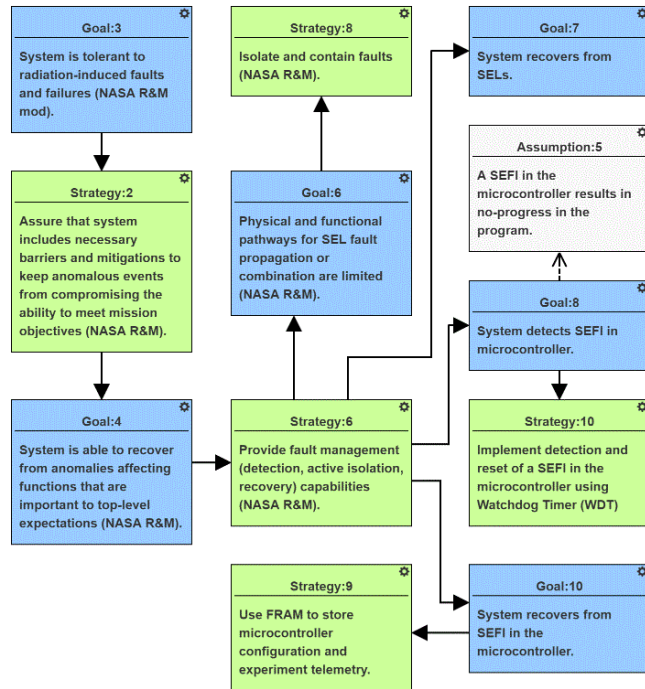 Goal:3
System is tolerant to
radiation-induced faults
and failures (NASA R&M
mod).
Strategy:8
Isolate and contain faults
(NASA R&M).
Goal:7
System recovers from
SELs.
Assumption:5
A SEFI in the
microcontroller results in
no-progress in the
program.
Strategy:2
Assure that system
includes necessary
barriers and mitigations to
keep anomalous events
from compromising the
ability to meet mission
objectives (NASA R&M).
Goal:6
Physical and functional
pathways for SEL fault
propagation or
combination are limited
(NASA R&M).
Goal:8
System detects SEFI in
microcontroller.
Goal:4
System is able to recover
from anomalies affecting
functions that are
important to top-level
expectations (NASA R&M).
Strategy:6
Provide fault management
(detection, active isolation,
recovery) capabilities
(NASA R&M).
Strategy:10
Implement detection and
reset of a SEFI in the
microcontroller using
Watchdog Timer (WDT)
Strategy:9
Use FRAM to store
microcontroller
configuration and
experiment telemetry.
Goal:10
System recovers from
SEFI in the
microcontroller.